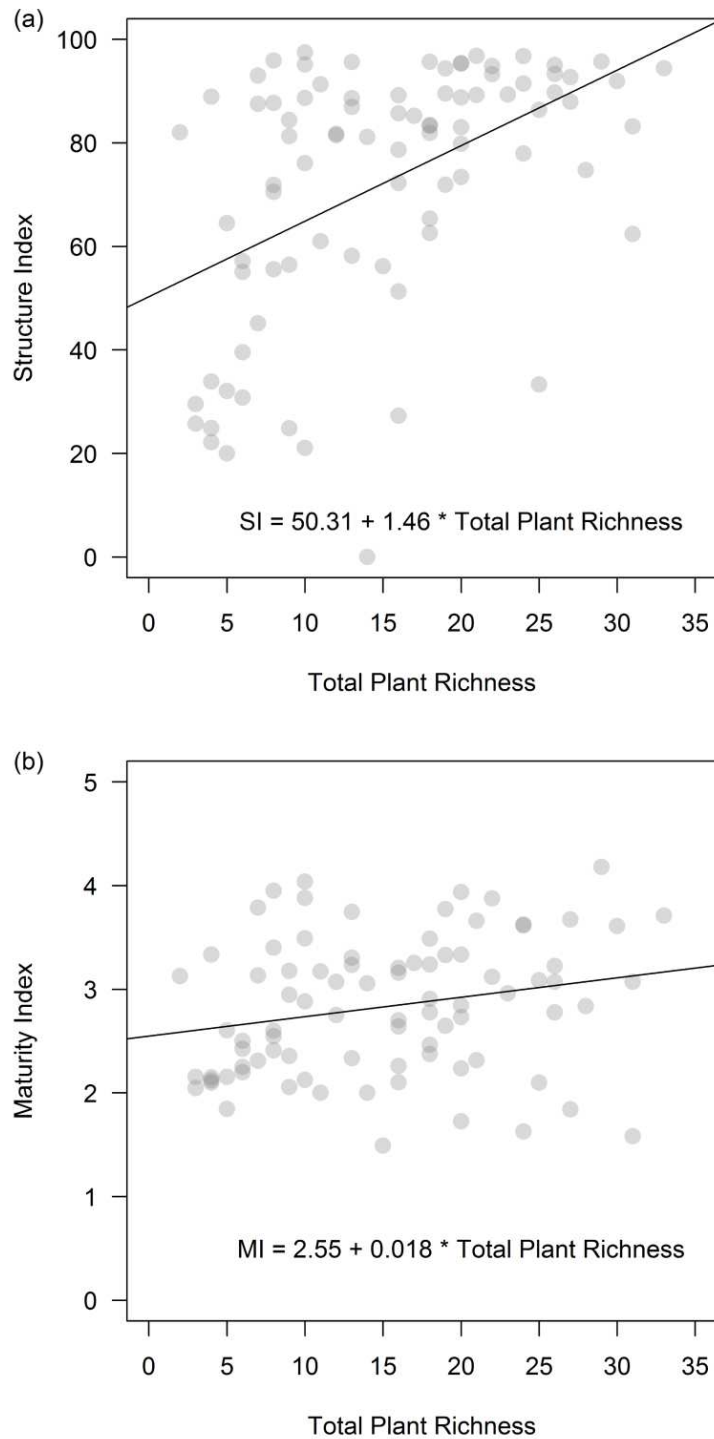 (a)
100
80
60
40
20
0
Structure Index
SI = 50.31 + 1.46 * Total Plant Richness
0 5 10 15 20 25 30 35
Total Plant Richness
(b)
5
4
3
2
1
0
Maturity Index
MI = 2.55 + 0.018 * Total Plant Richness
0 5 10 15 20 25 30 35
Total Plant Richness